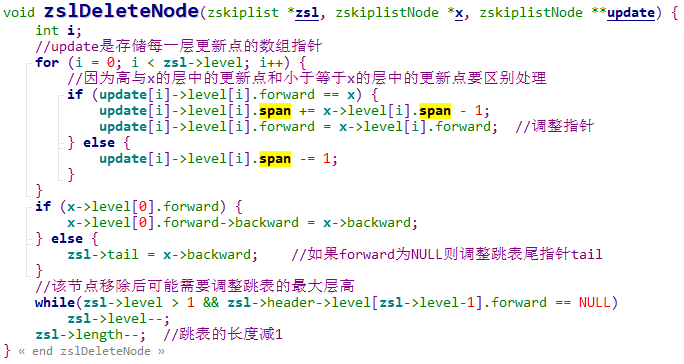 void zslDeleteNode(zskiplist *zsl, zskiplistNode *x, zskiplistNode **update) {
int i;
//update是存储每一层更新点的数组指针
for (i = 0; i < zsl->level; i++) {
//因为高与x的层中的更新点和小于等于x的层中的更新点要区别处理
if (update[i]->level[i].forward == x) {
update[i]->level[i].span += x->level[i].span - 1;
update[i]->level[i].forward = x->level[i].forward; //调整指针
} else {
update[i]->level[i].span -= 1;
}
}
if (x->level[0].forward) {
x->level[0].forward->backward = x->backward;
} else {
zsl->tail = x->backward; //如果forward为NULL则调整跳表尾指针tail
}
//该节点移除后可能需要调整跳表的最大层高
while(zsl->level > 1 && zsl->header->level[zsl->level-1].forward == NULL)
zsl->level--;
zsl->length--; //跳表的长度减1
} « end zslDeleteNode »